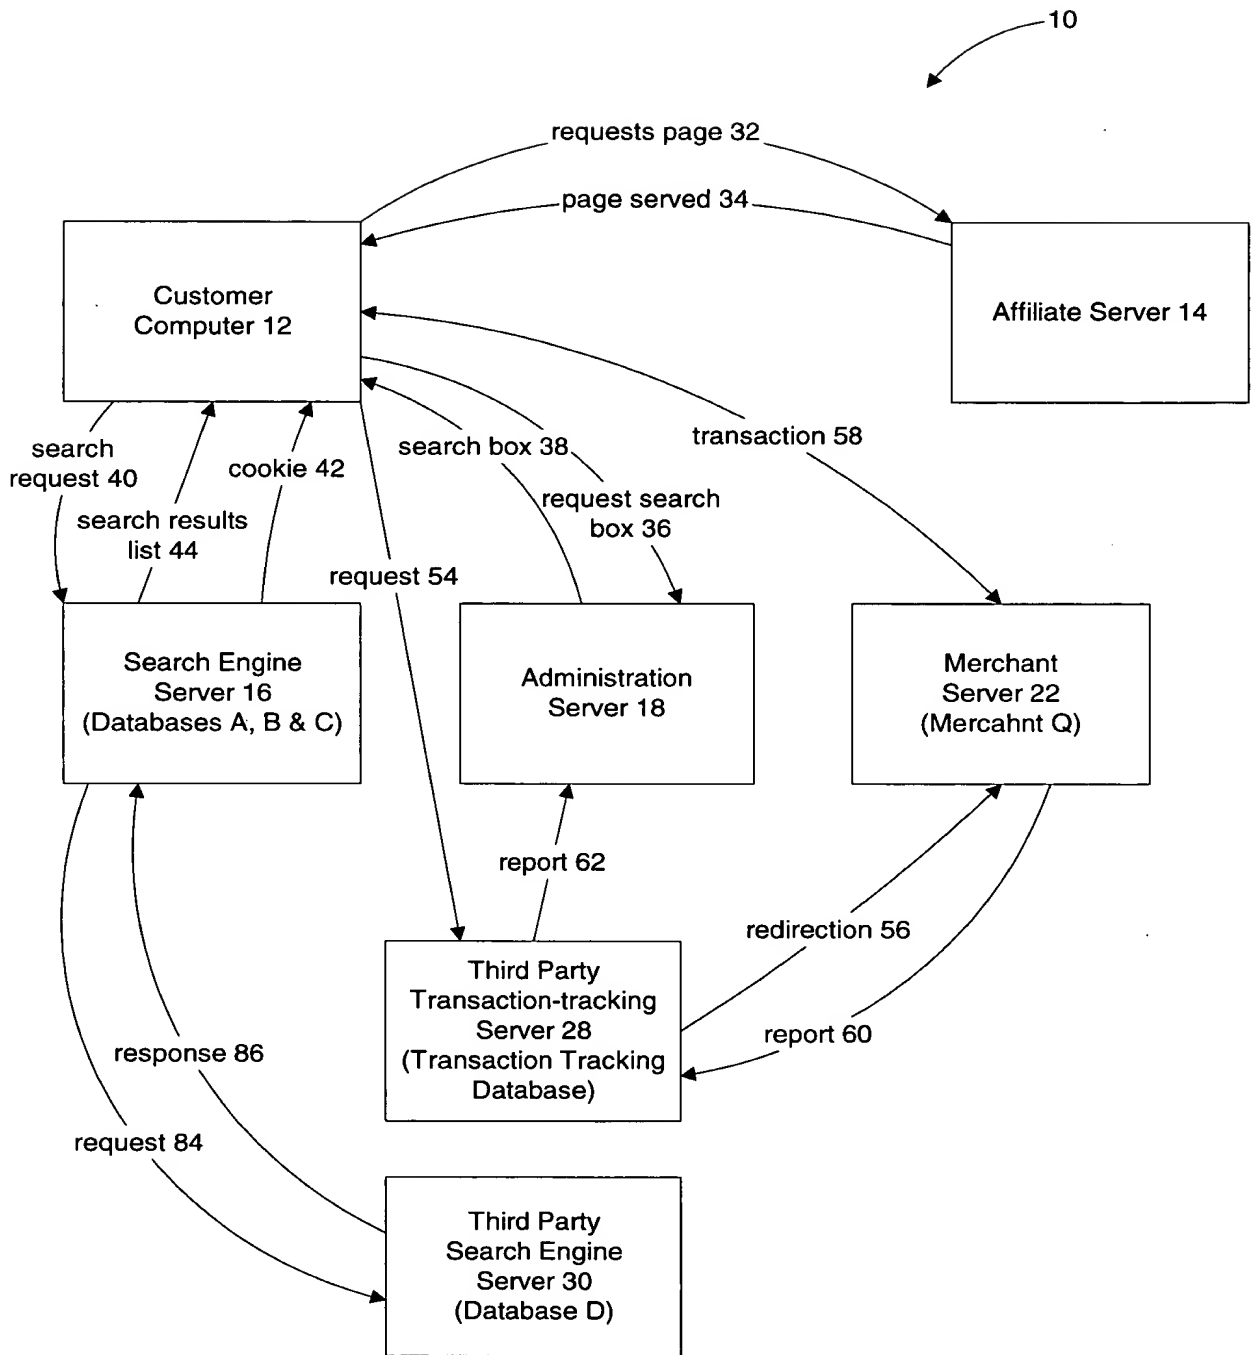 10
requests page 32
page served 34
Customer
Computer 12
Affiliate Server 14
transaction 58
search
request 40
cookie 42
search box 38
request search
box 36
search results
list 44
request 54
Search Engine
Server 16
(Databases A, B & C)
Administration
Server 18
Merchant
Server 22
(Mercahnt Q)
report 62
redirection 56
Third Party
Transaction-tracking
Server 28
(Transaction Tracking
Database)
report 60
response 86
request 84
Third Party
Search Engine
Server 30
(Database D)